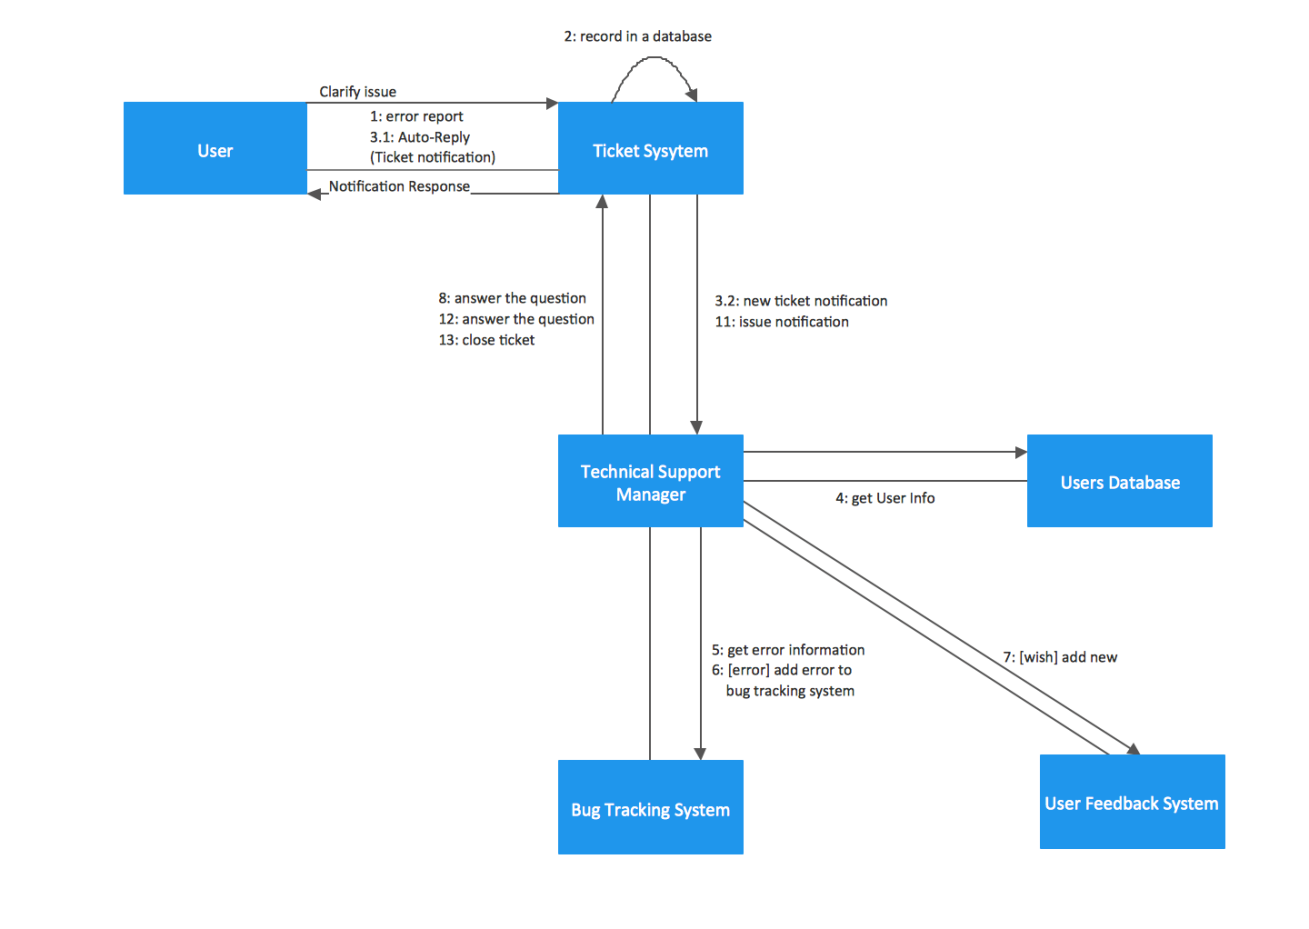 2: record in a database
Clarify issue
1: error report
3.1: Auto-Reply
(Ticket notification)
User
Ticket Sysytem
Notification Response
8: answer the question
12: answer the question
13: close ticket
3.2: new ticket notification
11: issue notification
Technical Support
Manager
Users Database
4: get User Info
5: get error information
6: [error] add error to
bug tracking system
7: [wish] add new
Bug Tracking System
User Feedback System